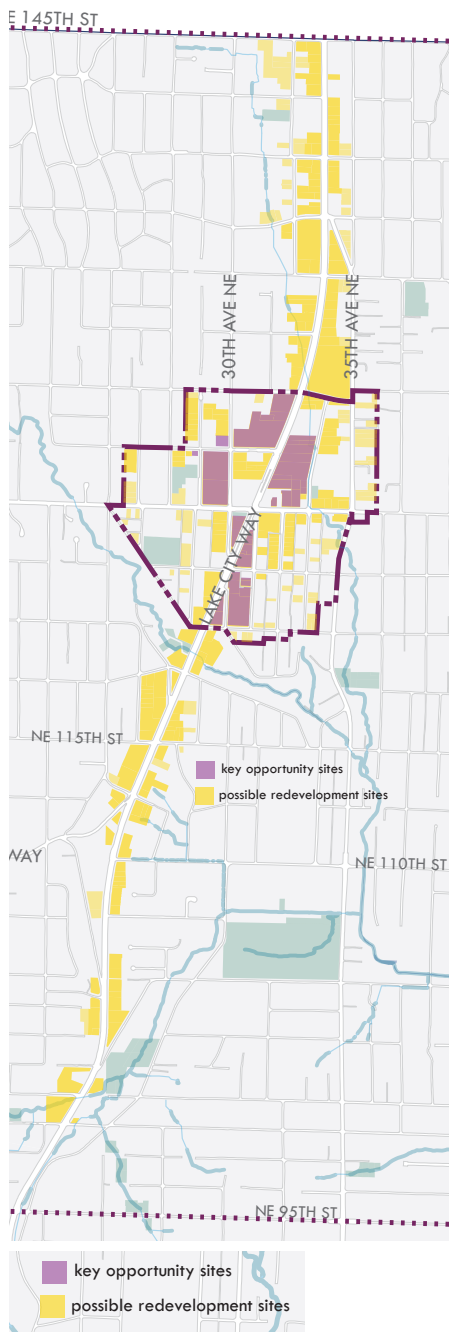 E 145TH ST
30TH AVE NE
35TH AVE NE
LAKE CITY WAY
NE 115TH ST
key opportunity sites
possible redevelopment sites
WAY
NE 110TH ST
NE 95TH ST
key opportunity sites
possible redevelopment sites